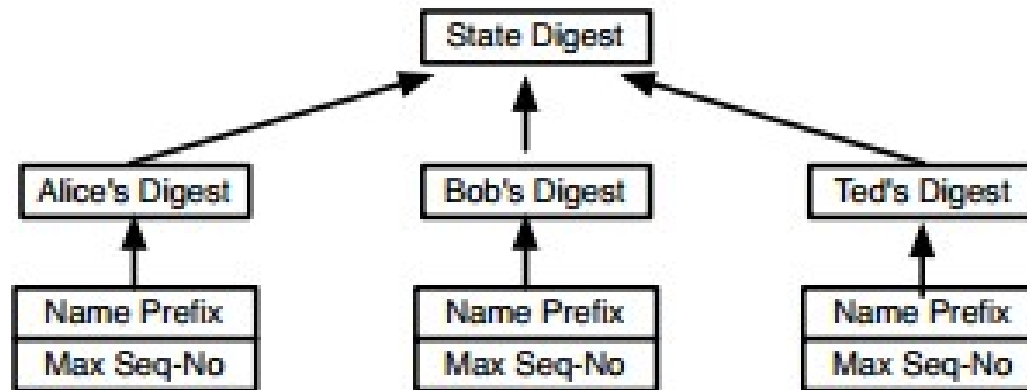 State Digest
Alice's Digest Bob's Digest Ted's Digest
Name Prefix Name Prefix Name Prefix
Max Seq-No Max Seq-No Max Seq-No